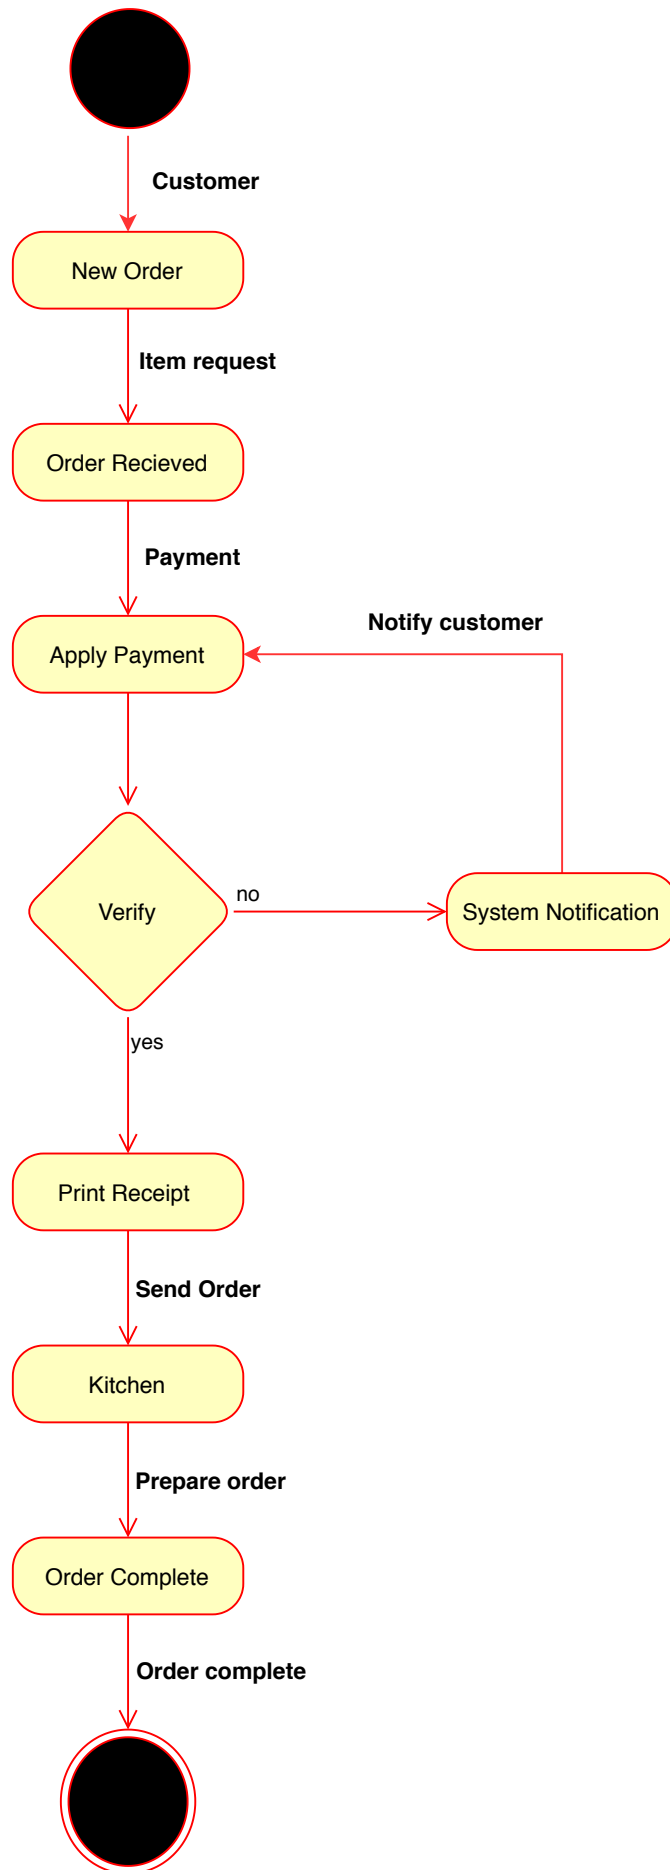 Customer
New Order
Item request
Order Recieved
Payment
Notify customer
Apply Payment
no
Verify
System Notification
yes
Print Receipt
Send Order
Kitchen
Prepare order
Order Complete
Order complete